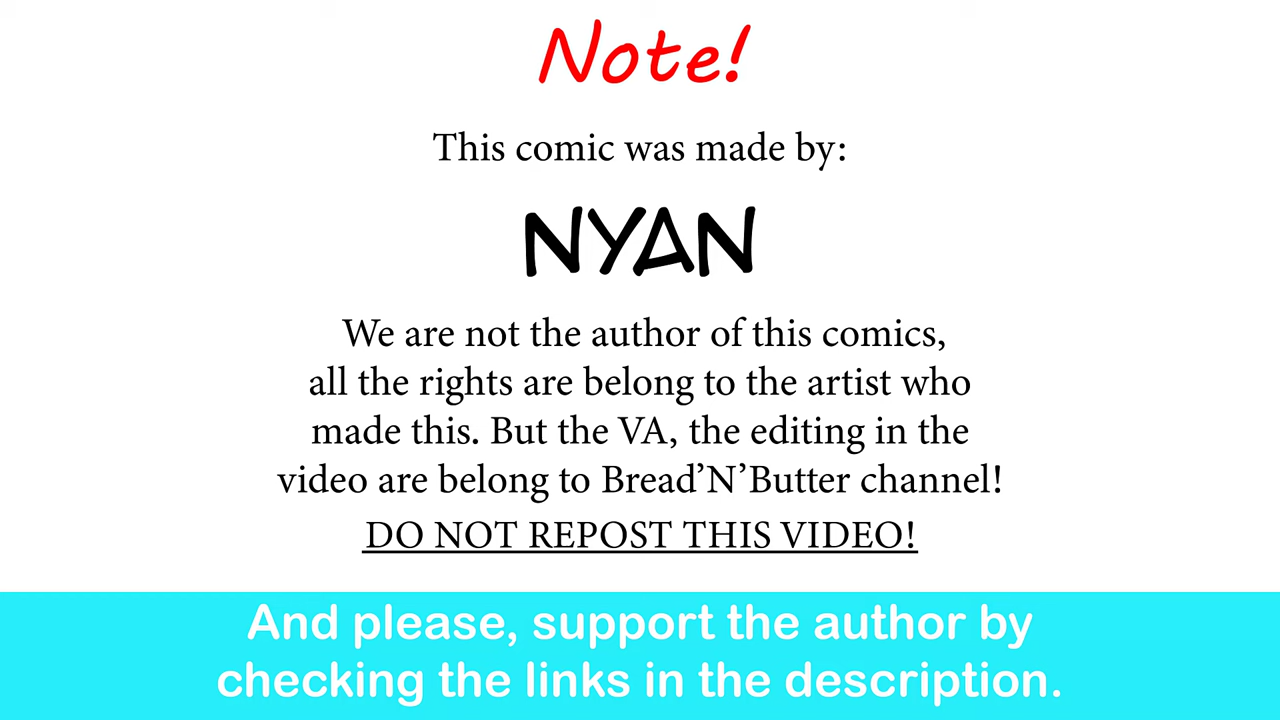 Note!
This comic was made by:
NYAN
We are not the author of this comics,
all the rights are belong to the artist who
made this. But the VA, the editing in the
video are belong to Bread’N’Butter channel!
DO NOT REPOST THIS VIDEO!
And please, support the author by
checking the links in the description.